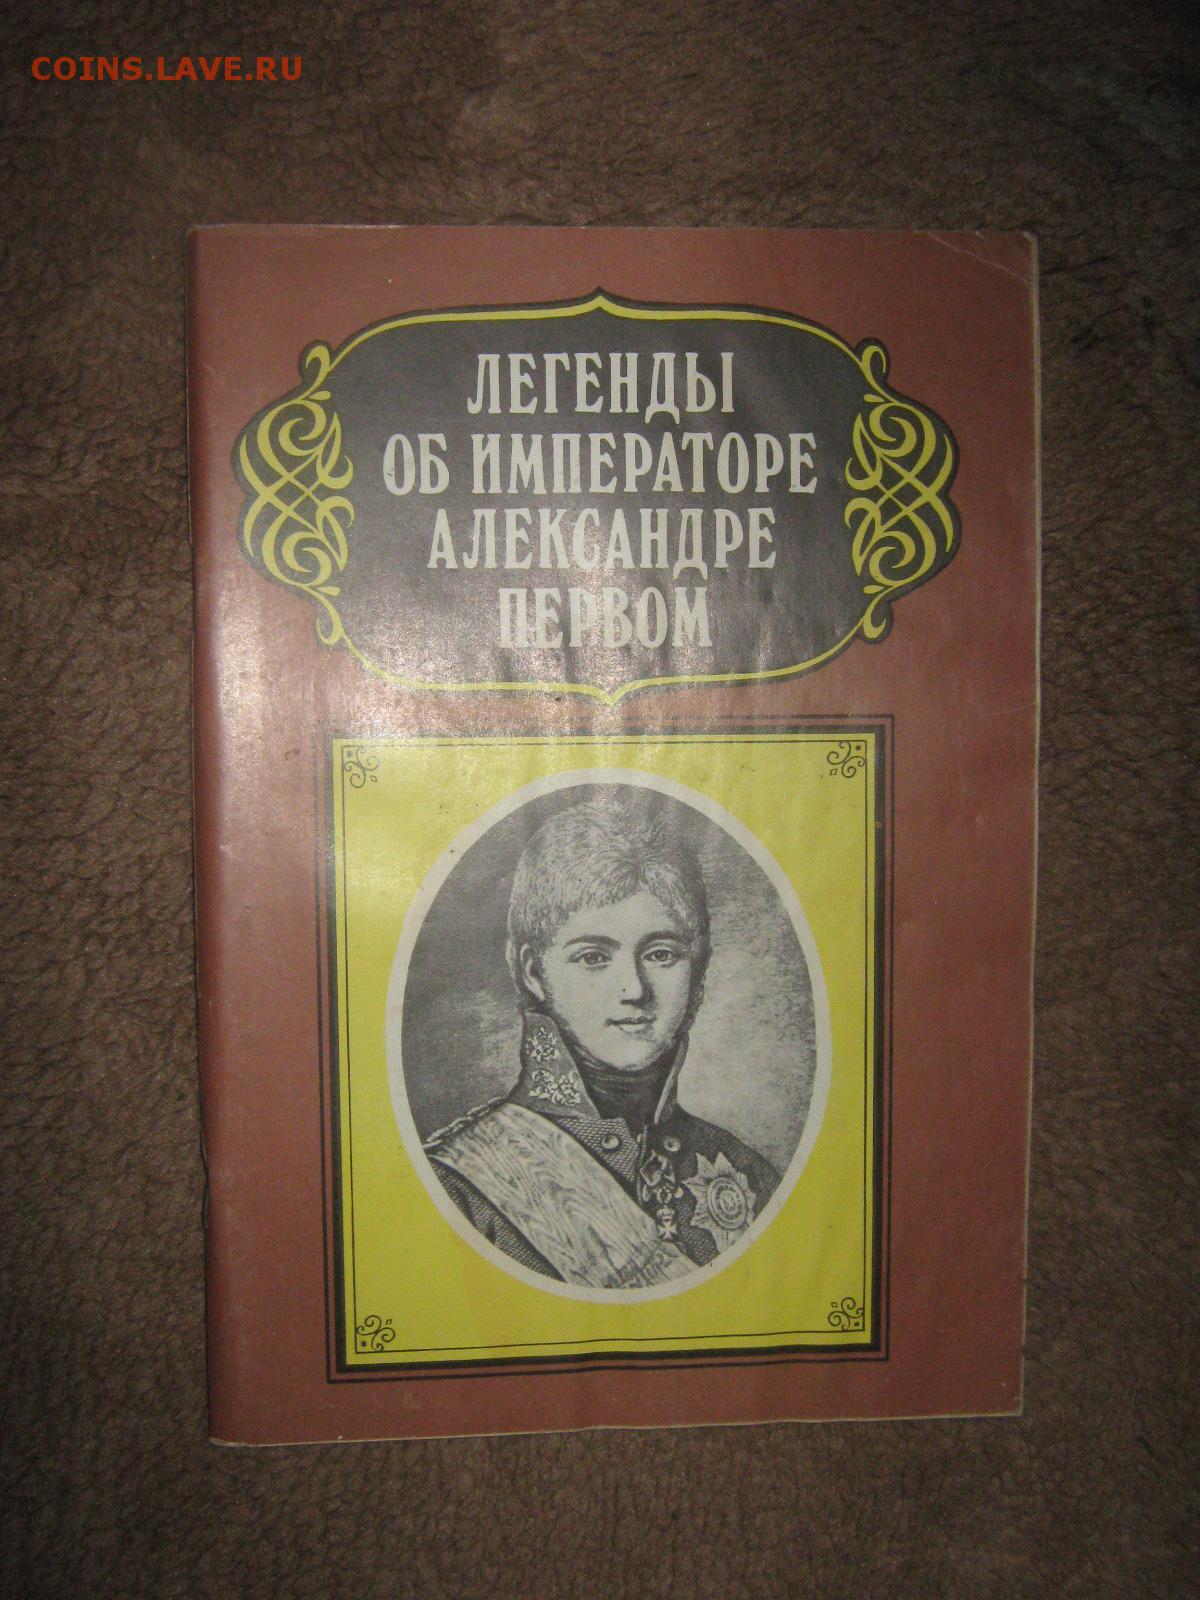 COINS.LAVE.RU
ЛЕГЕНДЫ
ОБ ИМПЕРАТОРЕ
АЛЕКСАНДРЕ
ПЕРВОМ